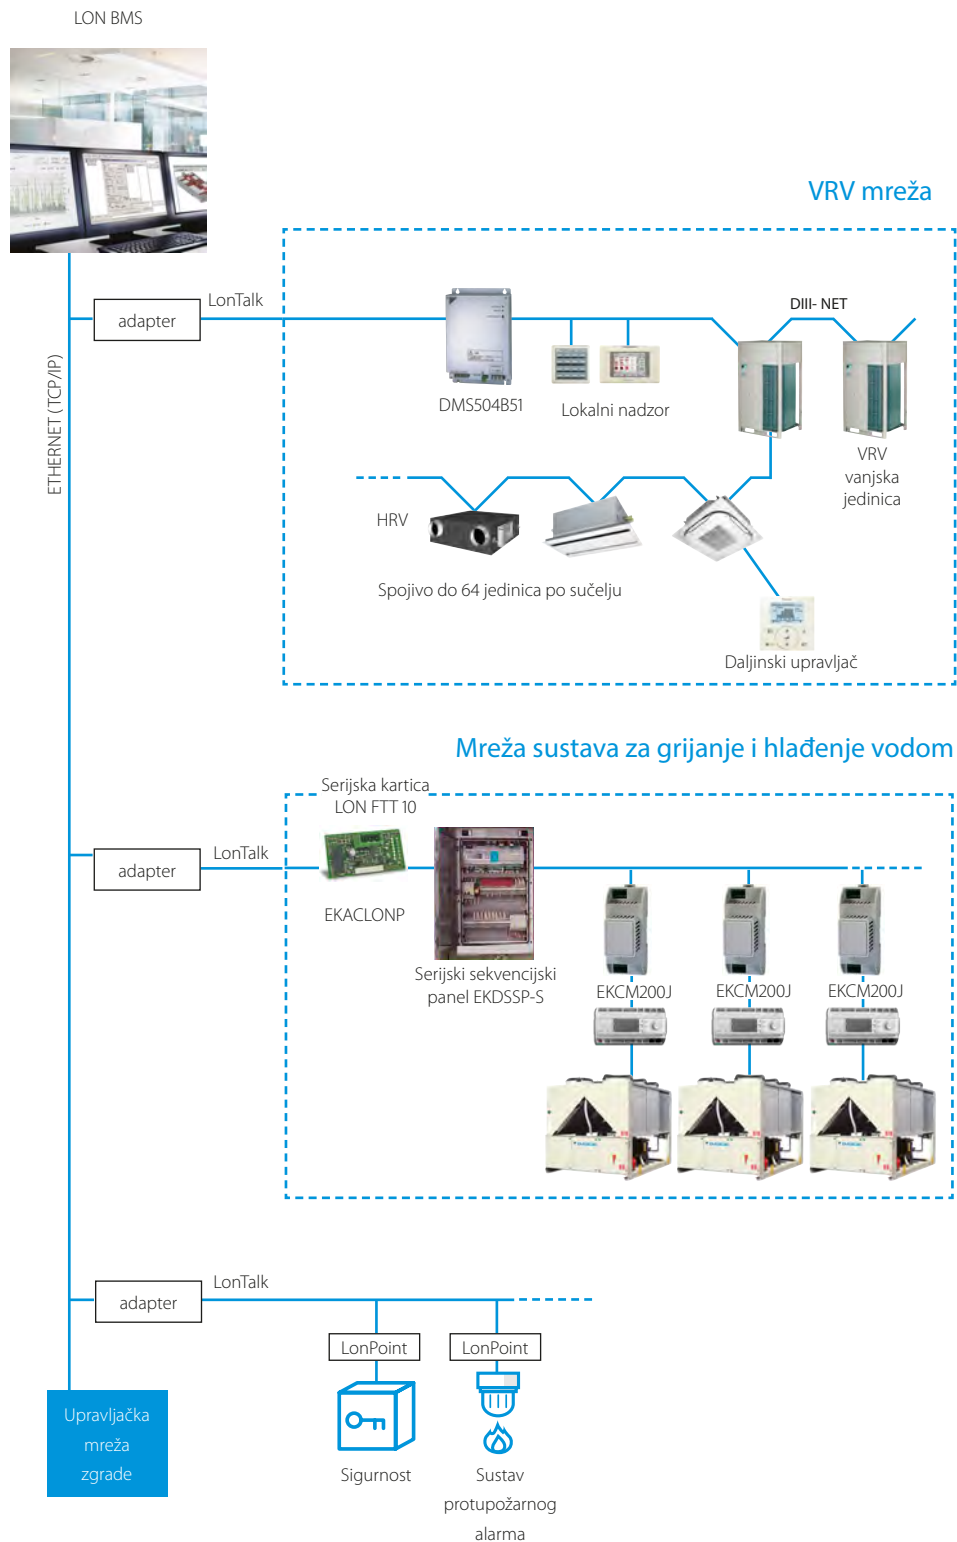 LON BMS
VRV mreža
LonTalk
adapter
DIII- NET
ETHERNET (TCP/IP)
DMS504B51
Lokalni nadzor
VRV
vanjska
jedinica
HRV
Spojivo do 64 jedinica po sučelju
Daljinski upravljač
Mreža sustava za grijanje i hlađenje vodom
Serijska kartica
LON FTT 10
LonTalk
adapter
EKACLONP
Serijski sekvencijski
panel EKDSSP-S
EKCM200J
EKCM200J
EKCM200J
LonTalk
adapter
LonPoint
LonPoint
Upravljačka
mreža
zgrade
Sigurnost
Sustav
protupožarnog
alarma